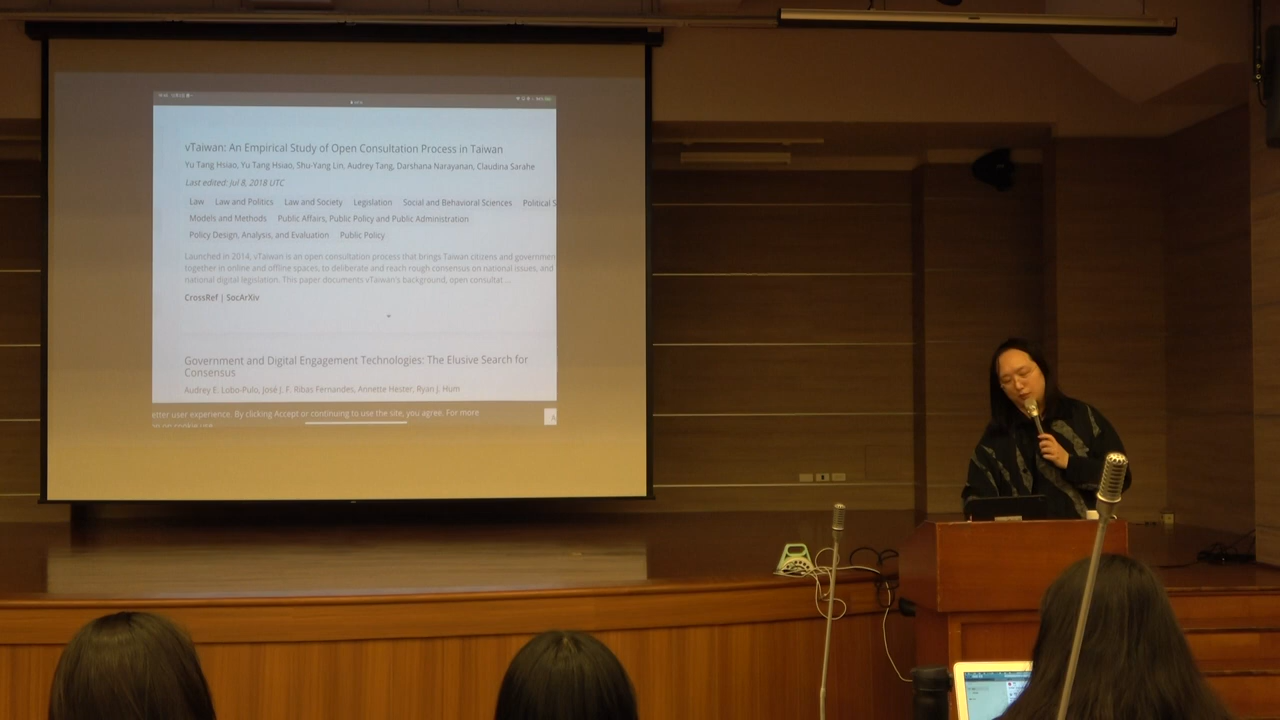 vTaiwan: An Empirical Study of Open Consultation Process in Taiwan
Yu Tang Hsiao, Yu Tang Hsiao, Shu-Yang Lin, Audrey Tang, Darshana Narayanan, Claudina Sarahe
Last edited: Jul 8, 2018 UTC
Law Law and Politics Law and Society Legislation Social and Behavioral Sciences Political S
Models and Methods Public Affairs, Public Policy and Public Administration
Policy Design, Analysis, and Evaluation Public Policy
Launched in 2014, vTaiwan is an open consultation process that brings Taiwan citizens and governmen
together in online and offline spaces, to deliberate and reach rough consensus on national issues, and
national digital legislation. This paper documents vTaiwan's background, open consultat ...
CrossRef | SocArXiv
Government and Digital Engagement Technologies: The Elusive Search for
Consensus
Audrey E. Lobo-Pulo, José J. F. Ribas Fernandes, Annette Hester, Ryan J. Hum
etter user experience. By clicking Accept or continuing to use the site, you agree. For more